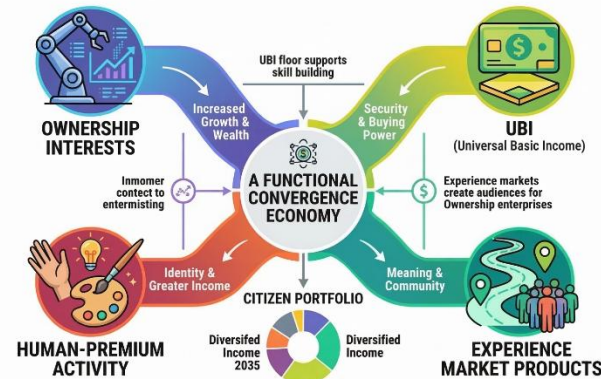 UBI floor supports
skill building
Increased
Growth &
Wealth
Security
& Buying
Power
OWNERSHIP
INTERESTS
UBI
(Universal Basic Income)
A FUNCTIONAL
CONVERGENCE
ECONOMY
Inmomer
contect to
entermisting
Experience markets
create audiences for
Ownership enterprises
Identity &
Greater Income
Meaning &
Community
CITIZEN PORTFOLIO
Diversifed
Income
2035
Diversified
Income
HUMAN-PREMIUM
ACTIVITY
EXPERIENCE
MARKET PRODUCTS